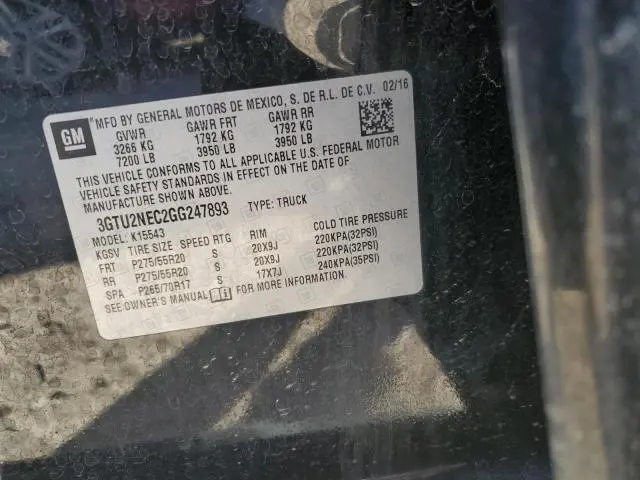 GM
MFD BY GENERAL MOTORS DE MEXICO, S. DE R.L. DE C.V. 02/16
GVWR GAWR FRT GAWR RR
3266 KG 1792 KG 1792 KG
7200 LB 3950 LB 3950 LB
THIS VEHICLE CONFORMS TO ALL APPLICABLE U.S. FEDERAL MOTOR
VEHICLE SAFETY STANDARDS IN EFFECT ON THE DATE OF
MANUFACTURE SHOWN ABOVE.
3GTU2NEC2GG247893 TYPE: TRUCK
MODEL: K15543
KGSV TIRE SIZE SPEED RTG RIM COLD TIRE PRESSURE
FRT P275/55R20 S 20X9J 220KPA(32PSI)
RR P275/55R20 S 20X9J 220KPA(32PSI)
SPA P265/70R17 S 17X7J 240KPA(35PSI)
SEE OWNER'S MANUAL FOR MORE INFORMATION.